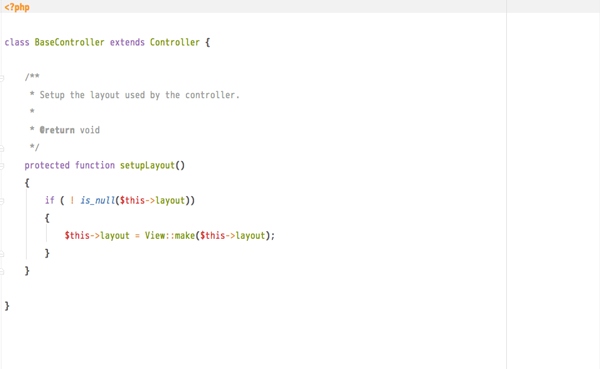 <?php
class BaseController extends Controller {
/**
* Setup the layout used by the controller.
*
* @return void
*/
protected function setupLayout()
{
if ( ! is_null($this->layout))
{
$this->layout = View::make($this->layout);
}
}
}